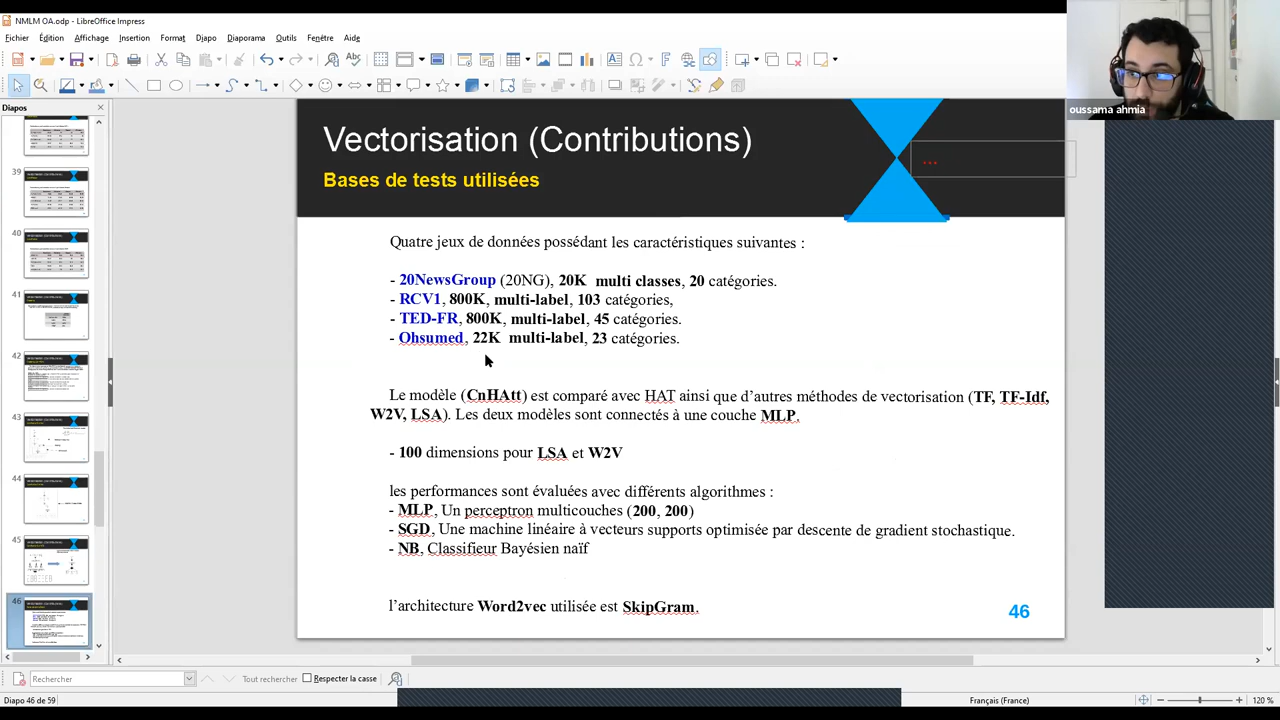 NMLM OA.odp - LibreOffice Impress
Fichier Édition Affichage Insertion Format Diapo Diaporama Outils Fenêtre Aide
oussama ahmia
Diapos
39
40
41
42
43
44
45
46
Vectorisation (Contributions)
Bases de tests utilisées
...
Quatre jeux de données possédant les caractéristiques suivantes :
- 20NewsGroup (20NG), 20K multi classes, 20 catégories.
- RCV1, 800K, multi-label, 103 catégories,
- TED-FR, 800K, multi-label, 45 catégories.
- Ohsumed, 22K multi-label, 23 catégories.
Le modèle (CuHAtt) est comparé avec HAT ainsi que d'autres méthodes de vectorisation (TF, TF-Idf,
W2V, LSA). Les deux modèles sont connectés à une couche MLP.
- 100 dimensions pour LSA et W2V
les performances sont évaluées avec différents algorithmes :
- MLP, Un perceptron multicouches (200, 200)
- SGD, Une machine linéaire à vecteurs supports optimisée par descente de gradient stochastique.
- NB, Classifieur Bayésien naïf
l'architecture Word2vec utilisée est SkipGram.
46
Rechercher Tout rechercher Respecter la casse
Diapo 46 de 59 Français (France) 120 %